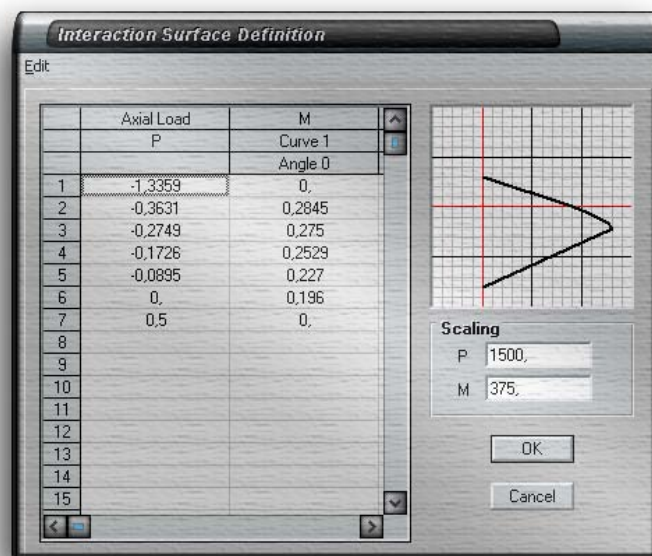 Interaction Surface Definition
Edit
Axial Load M
P Curve 1
Angle 0
1 -1,3359 0,
2 -0,3631 0,2845
3 -0,2749 0,275
4 -0,1726 0,2529
5 -0,0895 0,227
6 0, 0,196
7 0,5 0,
8
9
10
11
12
13
14
15
Scaling
P 1500,
M 375,
OK
Cancel